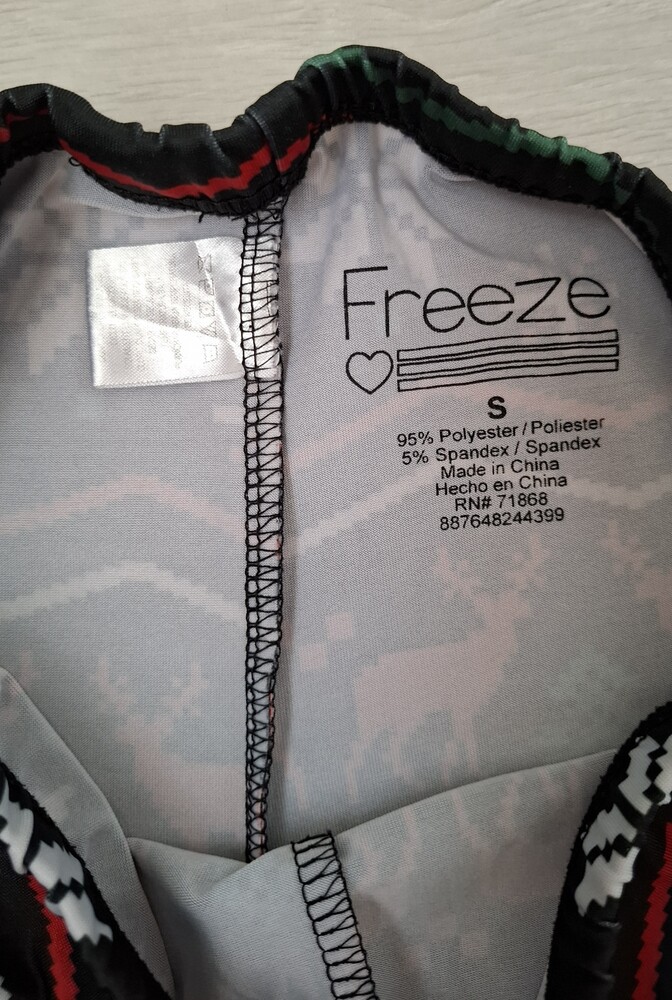 Freeze
S
95% Polyester / Poliester
5% Spandex / Spandex
Made in China
Hecho en China
RN# 71868
887648244399